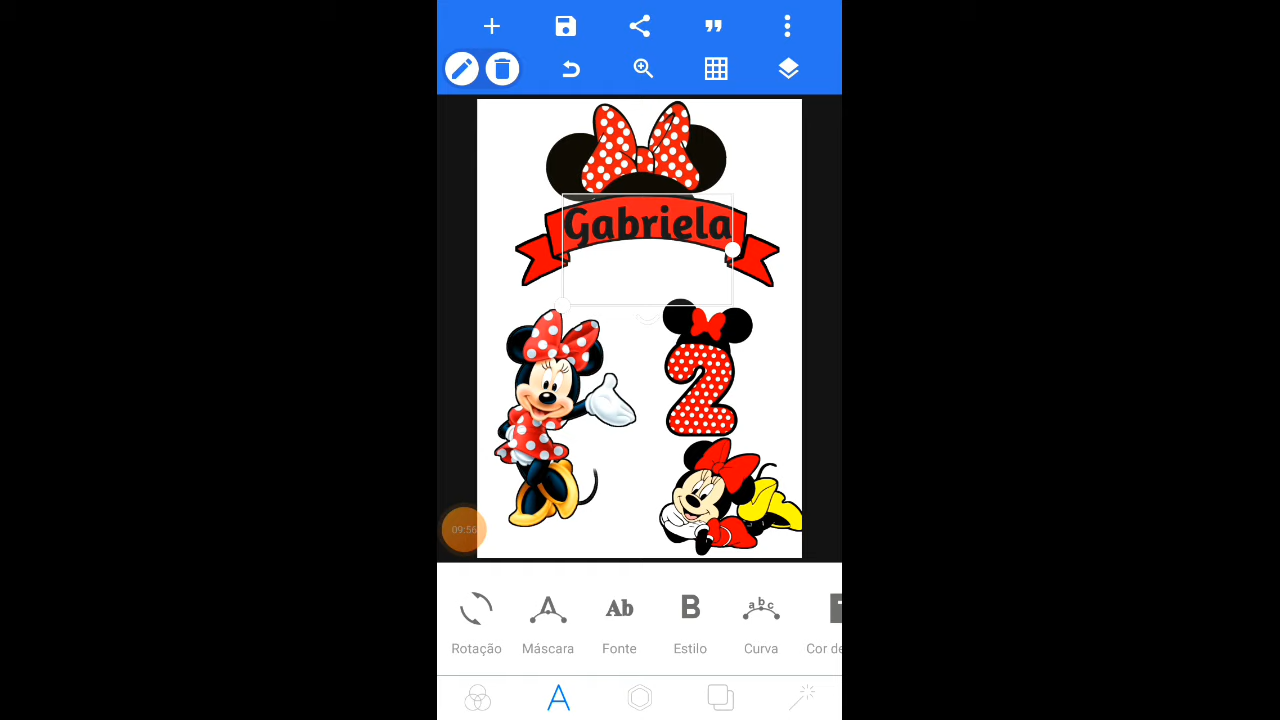 Gabriela
2
09:56
A Ab B abc
Rotação Máscara Fonte Estilo Curva Cor de
A